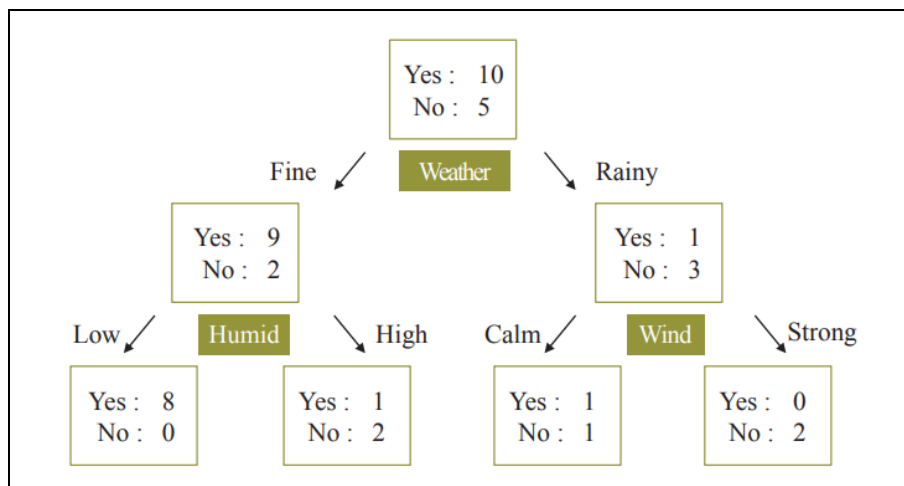 Yes : 10
No : 5
Fine Weather Rainy
Yes : 9
No : 2
Yes : 1
No : 3
Low Humid High Calm Wind Strong
Yes : 8
No : 0
Yes : 1
No : 2
Yes : 1
No : 1
Yes : 0
No : 2